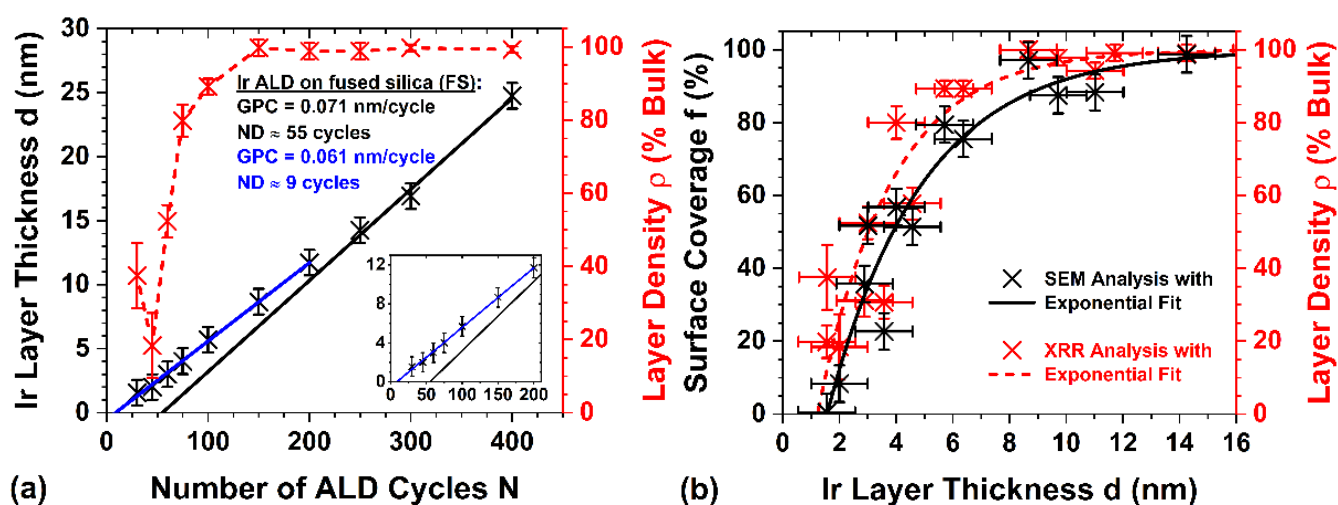 30
25
20
15
10
5
0
Ir Layer Thickness d (nm)
Ir ALD on fused silica (FS):
GPC = 0.071 nm/cycle
ND ≈ 55 cycles
GPC = 0.061 nm/cycle
ND ≈ 9 cycles
12
8
4
0
0 50 100 150 200
100
80
60
40
20
0
Layer Density ρ (% Bulk)
0 100 200 300 400
(a) Number of ALD Cycles N
100
80
60
40
20
0
Surface Coverage f (%)
SEM Analysis with
Exponential Fit
XRR Analysis with
Exponential Fit
100
80
60
40
20
0
Layer Density ρ (% Bulk)
0 2 4 6 8 10 12 14 16
(b) Ir Layer Thickness d (nm)